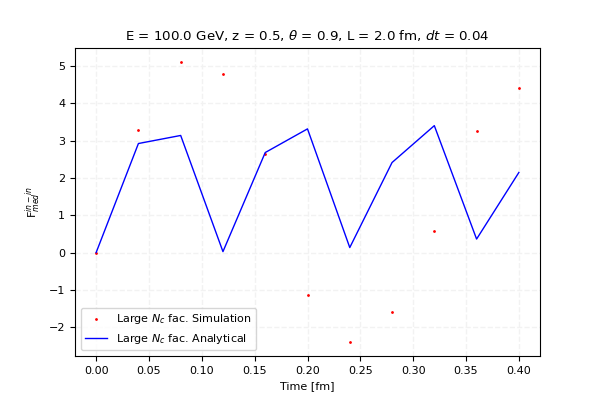 E = 100.0 GeV, z = 0.5, θ = 0.9, L = 2.0 fm, dt = 0.04
F_{med}^{in-in}
5
4
3
2
1
0
−1
−2
Large N_c fac. Simulation
Large N_c fac. Analytical
0.00 0.05 0.10 0.15 0.20 0.25 0.30 0.35 0.40
Time [fm]